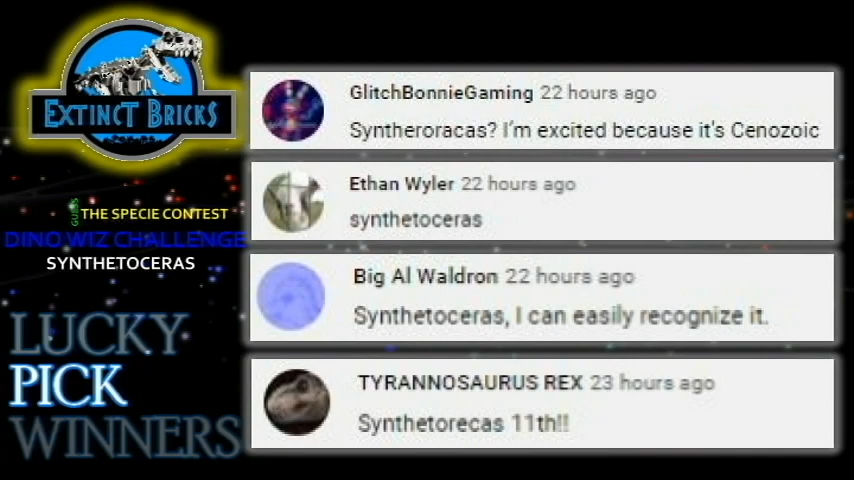 EXTINCT BRICKS
GUESS THE SPECIE CONTEST
DINO WIZ CHALLENGE
SYNTHETOCERAS
LUCKY
PICK
WINNERS
GlitchBonnieGaming 22 hours ago
Syntheroracas? I'm excited because it's Cenozoic
Ethan Wyler 22 hours ago
synthetoceras
Big Al Waldron 22 hours ago
Synthetoceras, I can easily recognize it.
TYRANNOSAURUS REX 23 hours ago
Synthetorecas 11th!!